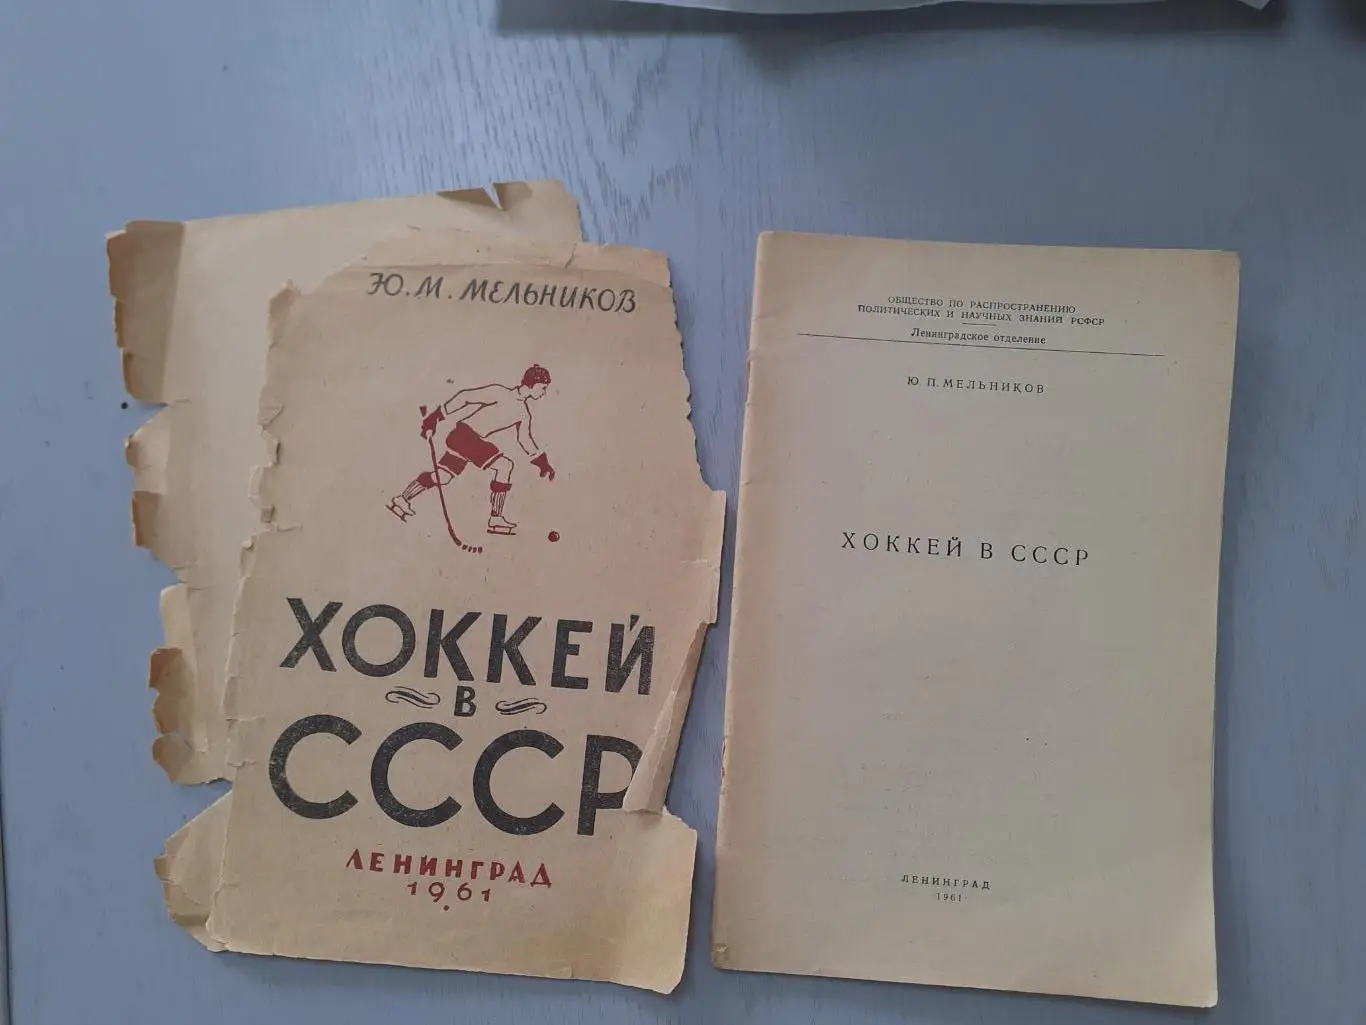 Ю. М. МЕЛЬНИКОВ
ХОККЕЙ
В
СССР
ЛЕНИНГРАД
1961
ОБЩЕСТВО ПО РАСПРОСТРАНЕНИЮ
ПОЛИТИЧЕСКИХ И НАУЧНЫХ ЗНАНИЙ РСФСР
Ленинградское отделение
Ю. П. МЕЛЬНИКОВ
ХОККЕЙ В СССР
ЛЕНИНГРАД
1961